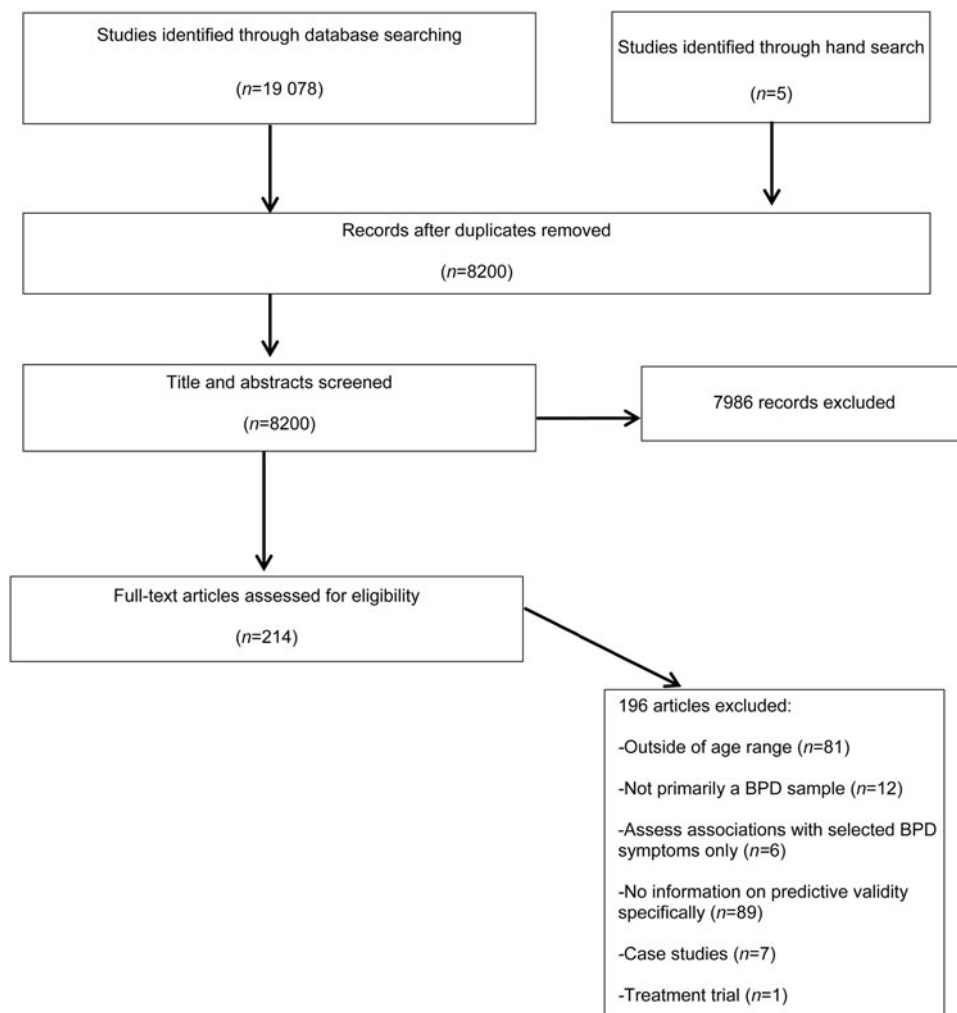 Studies identified through database searching
(n=19 078)
Studies identified through hand search
(n=5)
Records after duplicates removed
(n=8200)
Title and abstracts screened
(n=8200)
7986 records excluded
Full-text articles assessed for eligibility
(n=214)
196 articles excluded:
-Outside of age range (n=81)
-Not primarily a BPD sample (n=12)
-Assess associations with selected BPD
symptoms only (n=6)
-No information on predictive validity
specifically (n=89)
-Case studies (n=7)
-Treatment trial (n=1)